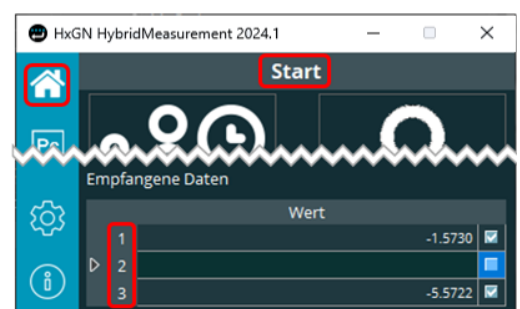 HxGN HybridMeasurement 2024.1
Start
Empfangene Daten
Wert
1 -1.5730
2
3 -5.5722